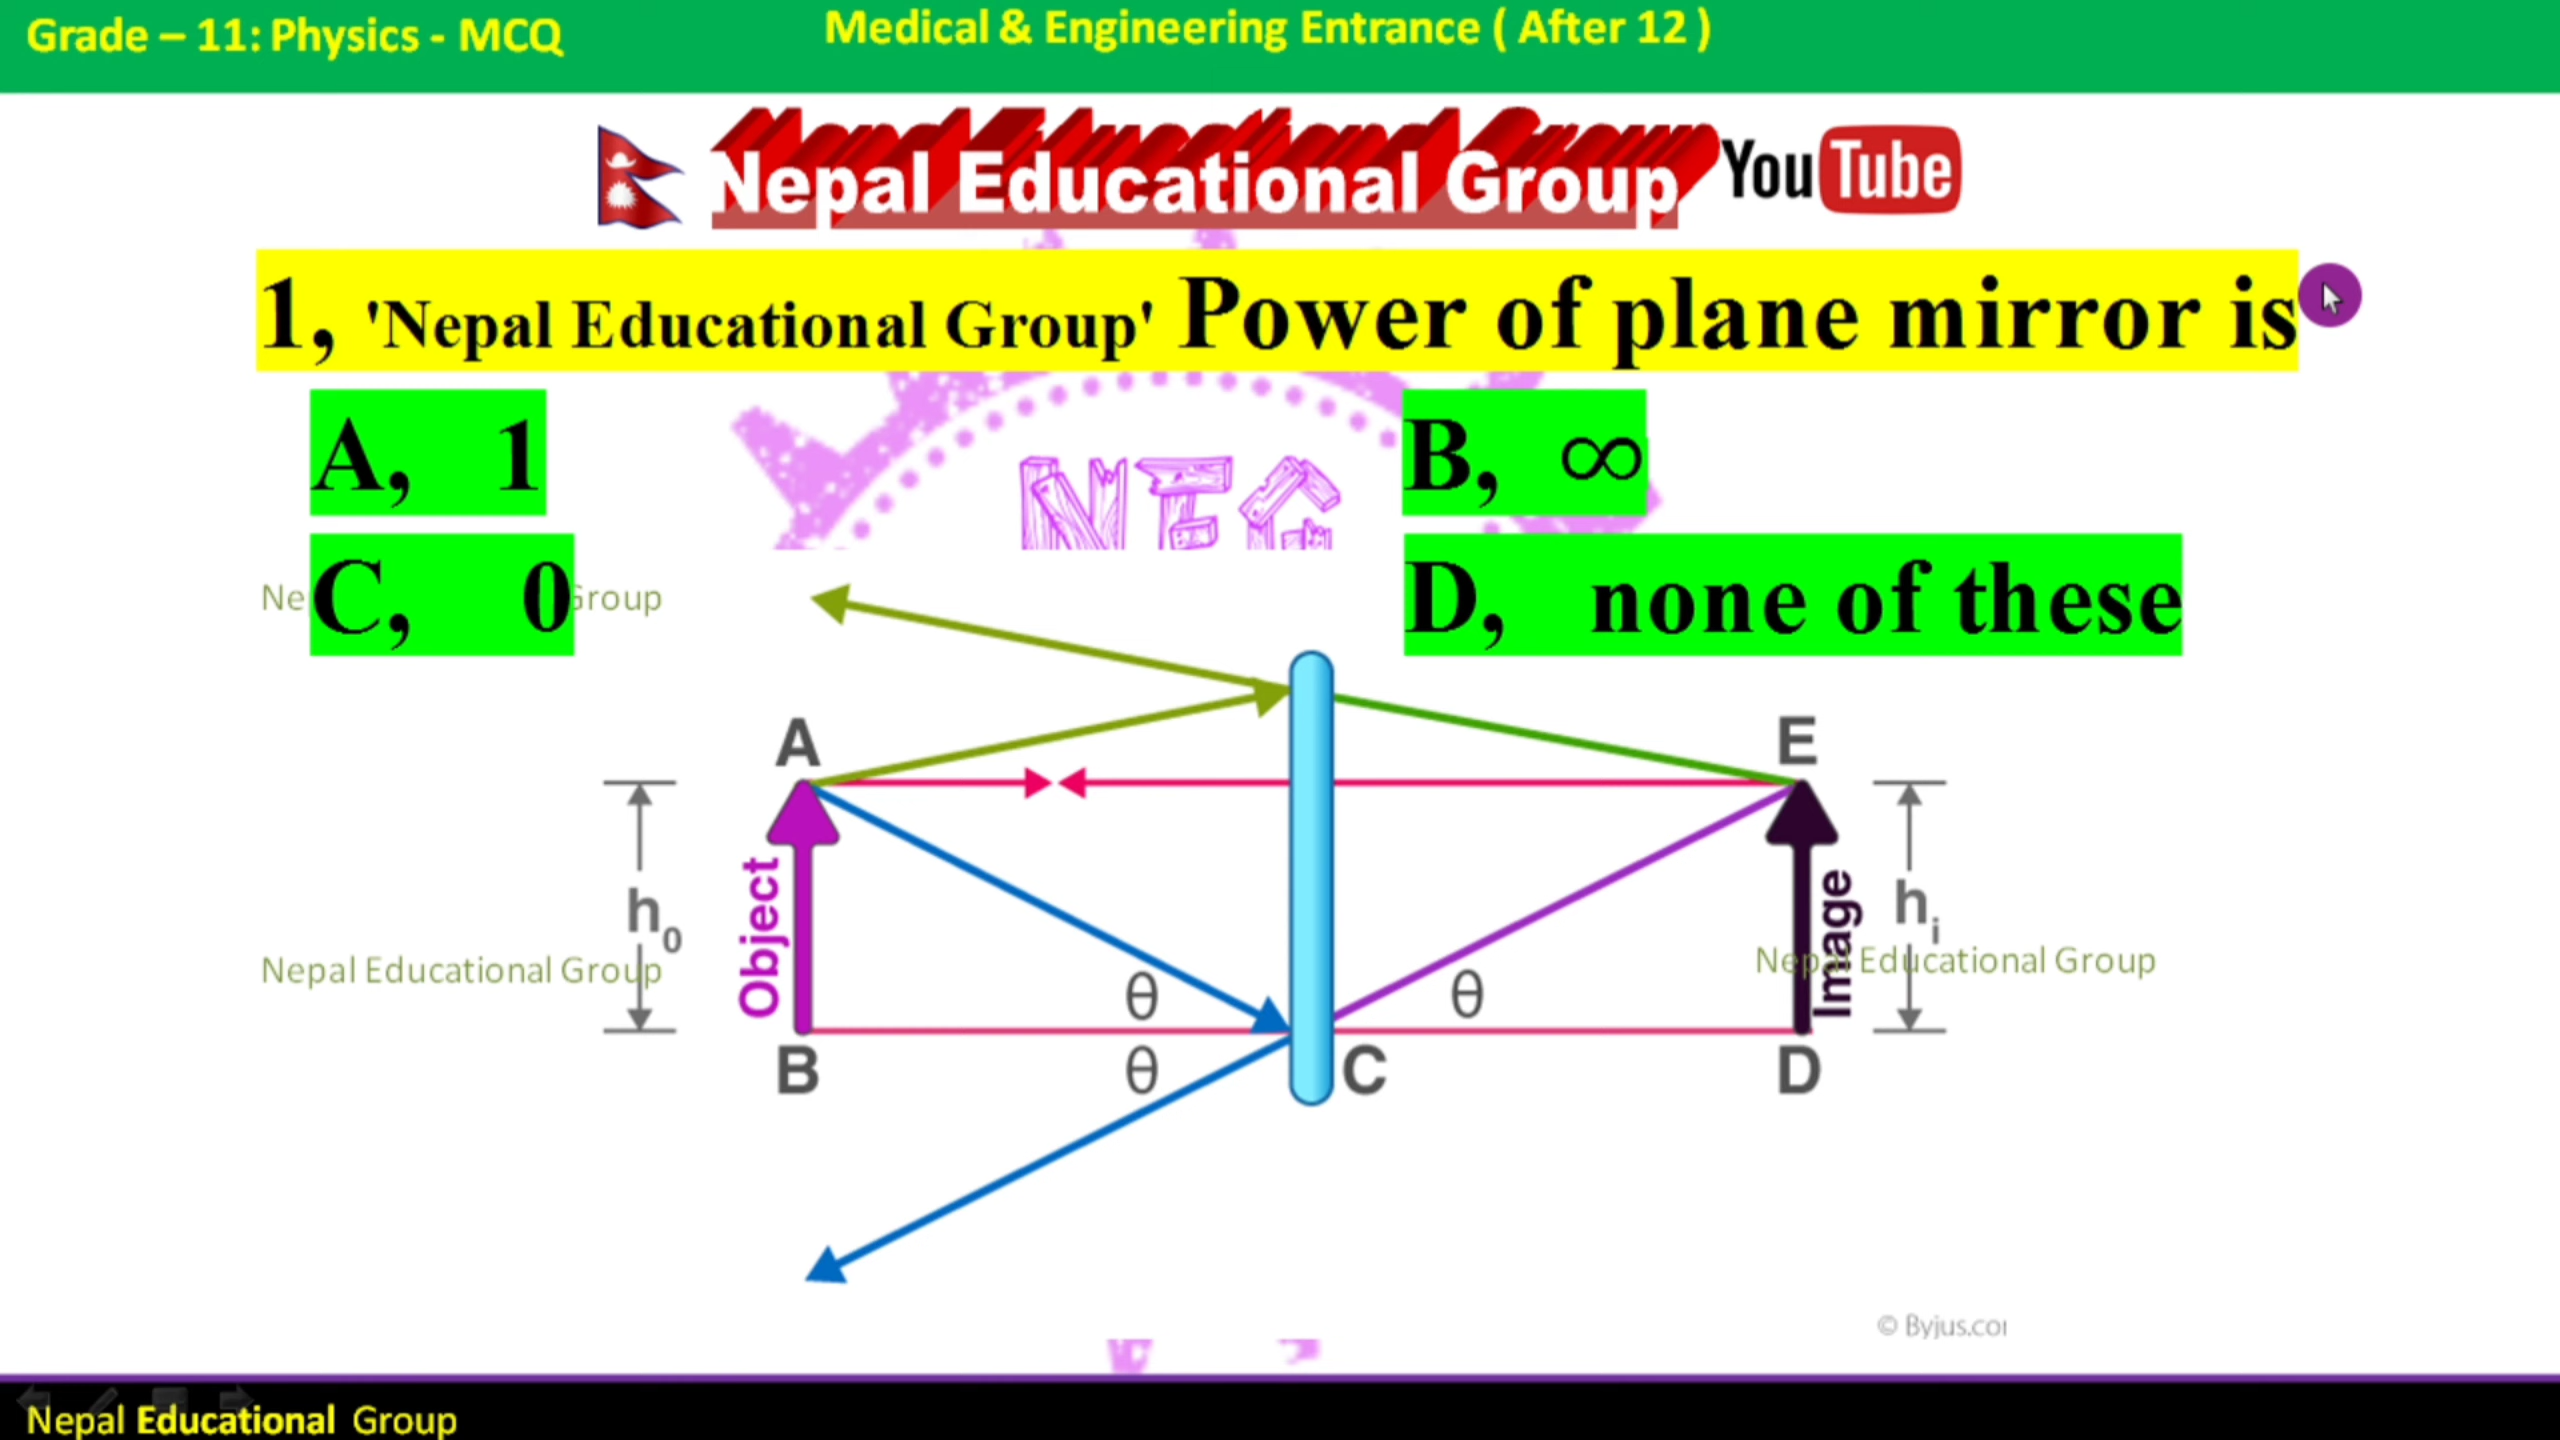 Grade – 11: Physics - MCQ
Medical & Engineering Entrance ( After 12 )
Nepal Educational Group
YouTube
1, 'Nepal Educational Group' Power of plane mirror is
NEG
A, 1
B, ∞
C, 0
D, none of these
Group
A
E
Object
h0
Image
hi
Nepal Educational Group
Nepal Educational Group
θ
θ
B
θ
C
D
© Byjus.co
Nepal Educational Group